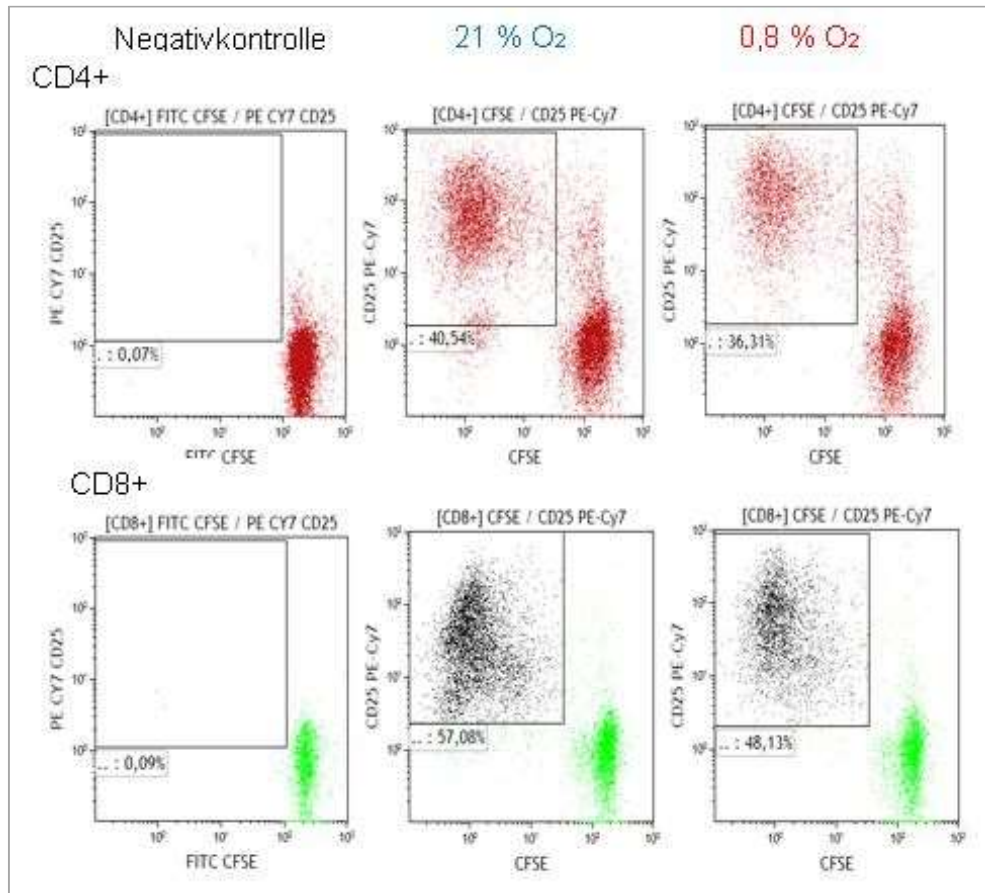 Negativkontrolle 21 % O₂ 0,8 % O₂
CD4+
[CD4+] FITC CFSE / PE CY7 CD25 [CD4+] CFSE / CD25 PE-Cy7 [CD4+] CFSE / CD25 PE-Cy7
PE CY7 CD25 CD25 PE-Cy7 CD25 PE-Cy7
. : 0,07% . : 40,54% . : 36,31%
FITC CFSE CFSE CFSE
CD8+
[CD8+] FITC CFSE / PE CY7 CD25 [CD8+] CFSE / CD25 PE-Cy7 [CD8+] CFSE / CD25 PE-Cy7
PE CY7 CD25 CD25 PE-Cy7 CD25 PE-Cy7
.. : 0,09% .. : 57,08% .. : 48,13%
FITC CFSE CFSE CFSE